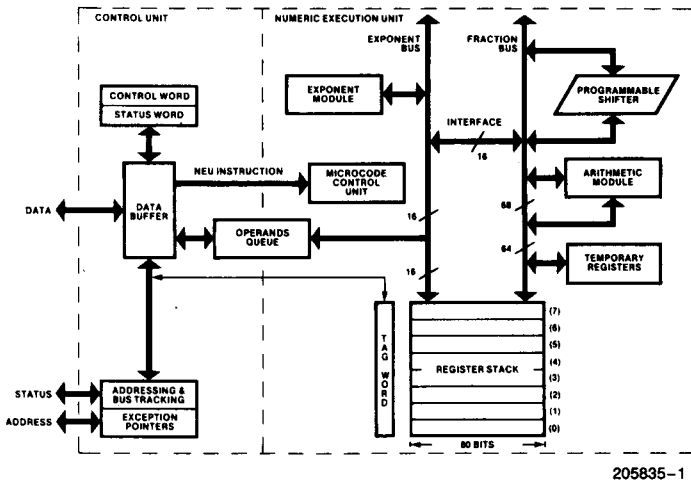 CONTROL UNIT
NUMERIC EXECUTION UNIT
EXPONENT
BUS
FRACTION
BUS
EXPONENT
MODULE
PROGRAMMABLE
SHIFTER
CONTROL WORD
STATUS WORD
INTERFACE
16
NEU INSTRUCTION
MICROCODE
CONTROL
UNIT
ARITHMETIC
MODULE
DATA
DATA
BUFFER
16
68
OPERANDS
QUEUE
64
16
TEMPORARY
REGISTERS
TAG WORD
REGISTER STACK
(7)
(6)
(5)
(4)
(3)
(2)
(1)
(0)
STATUS
ADDRESSING &
BUS TRACKING
ADDRESS
EXCEPTION
POINTERS
80 BITS
205835-1